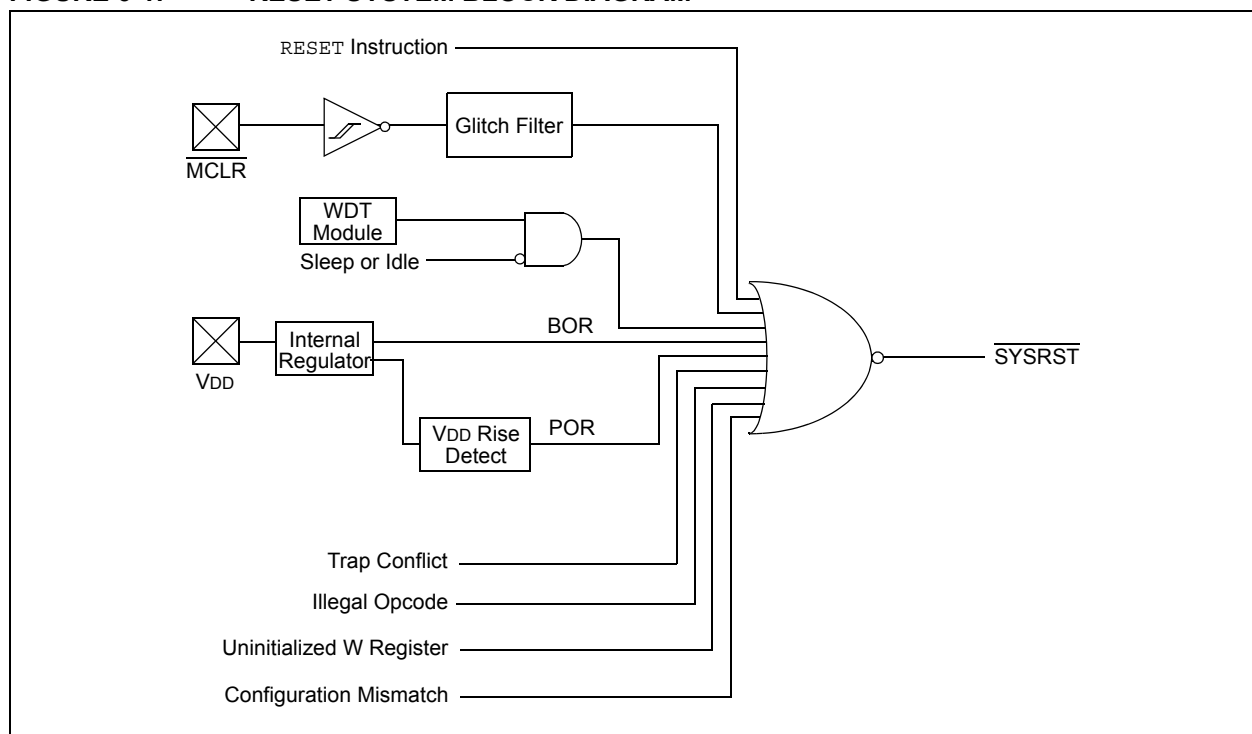 RESET Instruction
Glitch Filter
MCLR
WDT
Module
Sleep or Idle
BOR
Internal
Regulator
VDD
SYSRST
VDD Rise
Detect
POR
Trap Conflict
Illegal Opcode
Uninitialized W Register
Configuration Mismatch